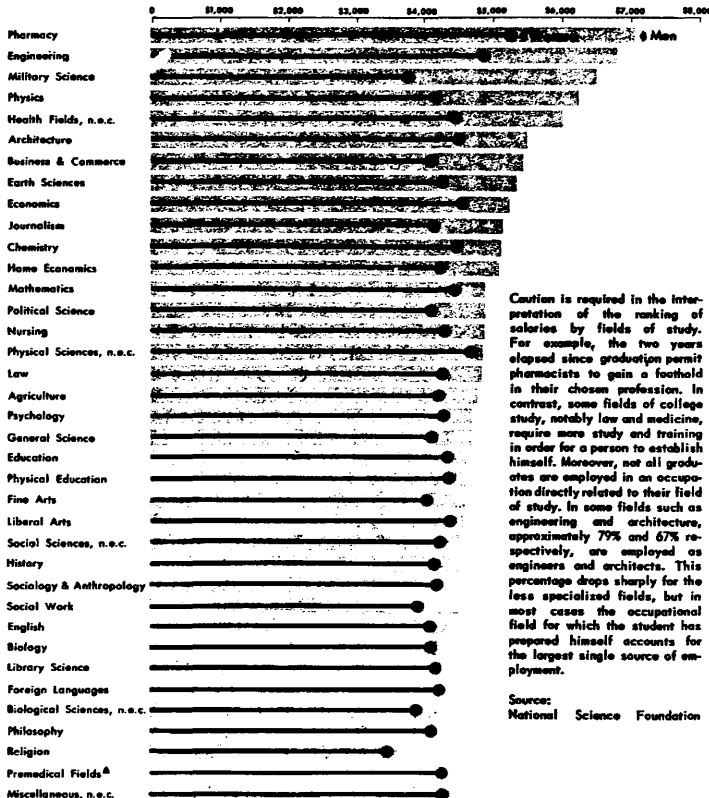 0 $1,000 $2,000 $3,000 $4,000 $5,000 $6,000 $7,000 $8,000
Pharmacy
Men
Engineering
Military Science
Physics
Health Fields, n.e.c.
Architecture
Business & Commerce
Earth Sciences
Economics
Journalism
Chemistry
Home Economics
Mathematics
Political Science
Nursing
Physical Sciences, n.e.c.
Law
Agriculture
Psychology
General Science
Education
Physical Education
Fine Arts
Liberal Arts
Social Sciences, n.e.c.
History
Sociology & Anthropology
Social Work
English
Biology
Library Science
Foreign Languages
Biological Sciences, n.e.c.
Philosophy
Religion
Premedical Fields
Miscellaneous, n.e.c.
Caution is required in the inter-
pretation of the ranking of
salaries by fields of study.
For example, the two years
elapsed since graduation permit
pharmacists to gain a foothold
in their chosen profession. In
contrast, some fields of college
study, notably law and medicine,
require more study and training
in order for a person to establish
himself. Moreover, not all gradu-
ates are employed in an occupa-
tion directly related to their field
of study. In some fields such as
engineering and architecture,
approximately 79% and 67% re-
spectively, are employed as
engineers and architects. This
percentage drops sharply for the
less specialized fields, but in
most cases the occupational
field for which the student has
prepared himself accounts for
the largest single source of em-
ployment.
Source:
National Science Foundation